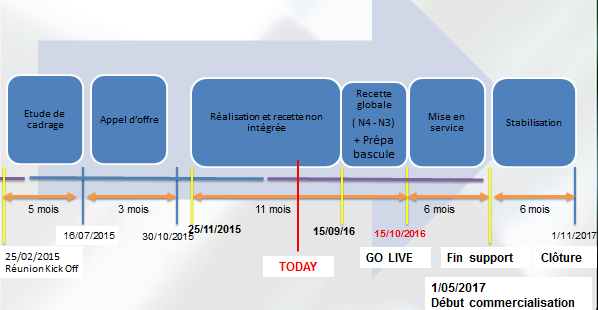 Etude de
cadrage
Appel d'offre
Réalisation et recette non
intégrée
Recette
globale
( N4 - N3)
+ Prépa
bascule
Mise en
service
Stabilisation
5 mois
3 mois
11 mois
6 mois
6 mois
25/02/2015
Réunion Kick Off
16/07/2015
30/10/2015
25/11/2015
15/09/16
15/10/2016
1/11/2017
TODAY
GO LIVE
Fin support
Clôture
1/05/2017
Début commercialisation